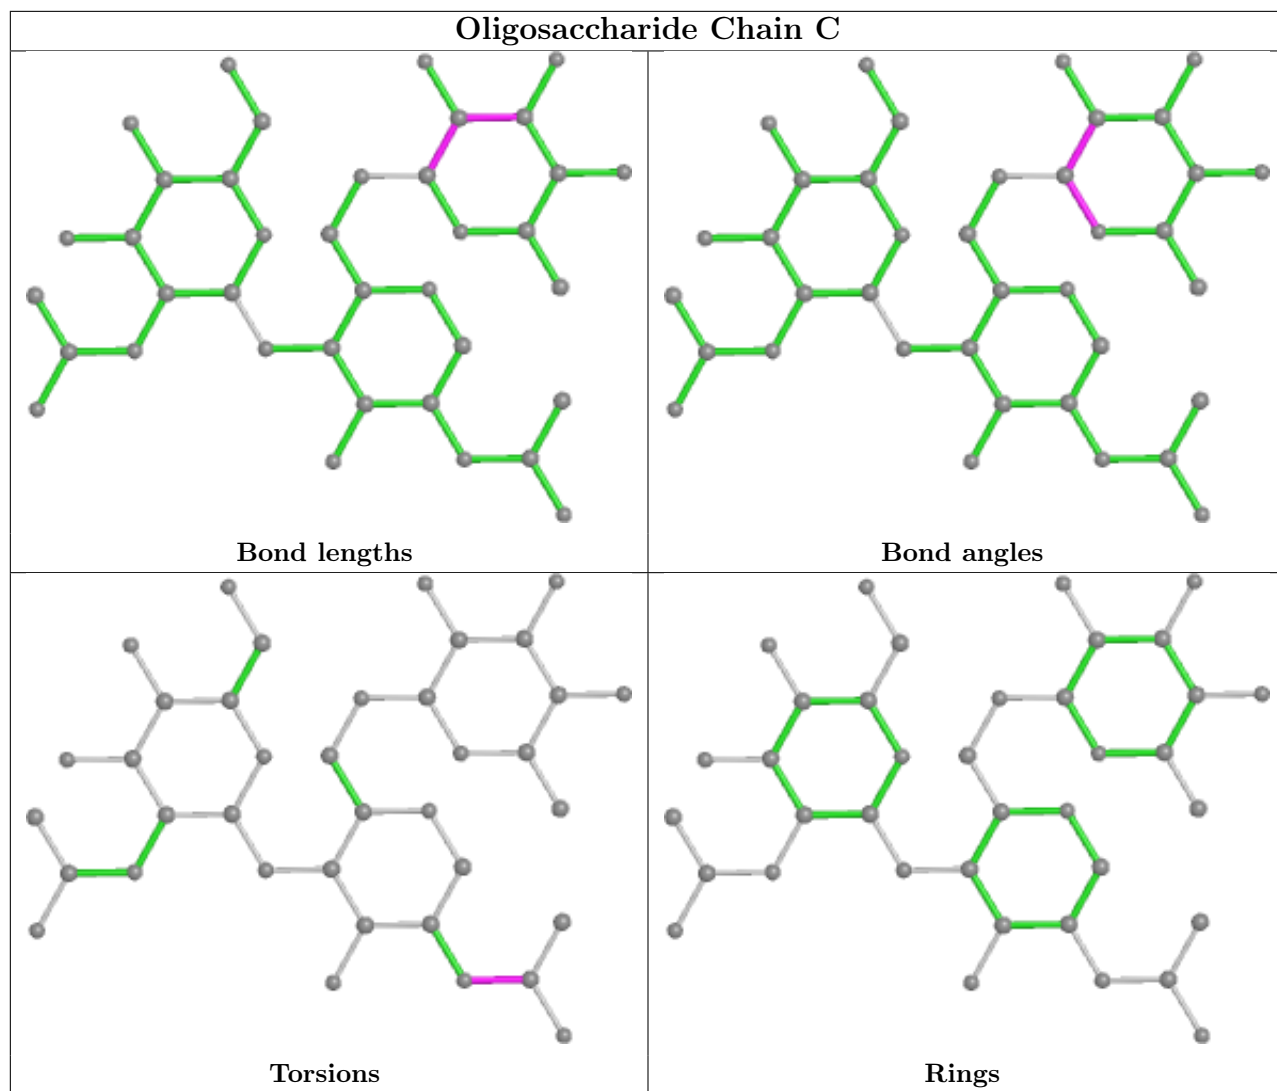 Oligosaccharide Chain C
Bond lengths
Bond angles
Torsions
Rings